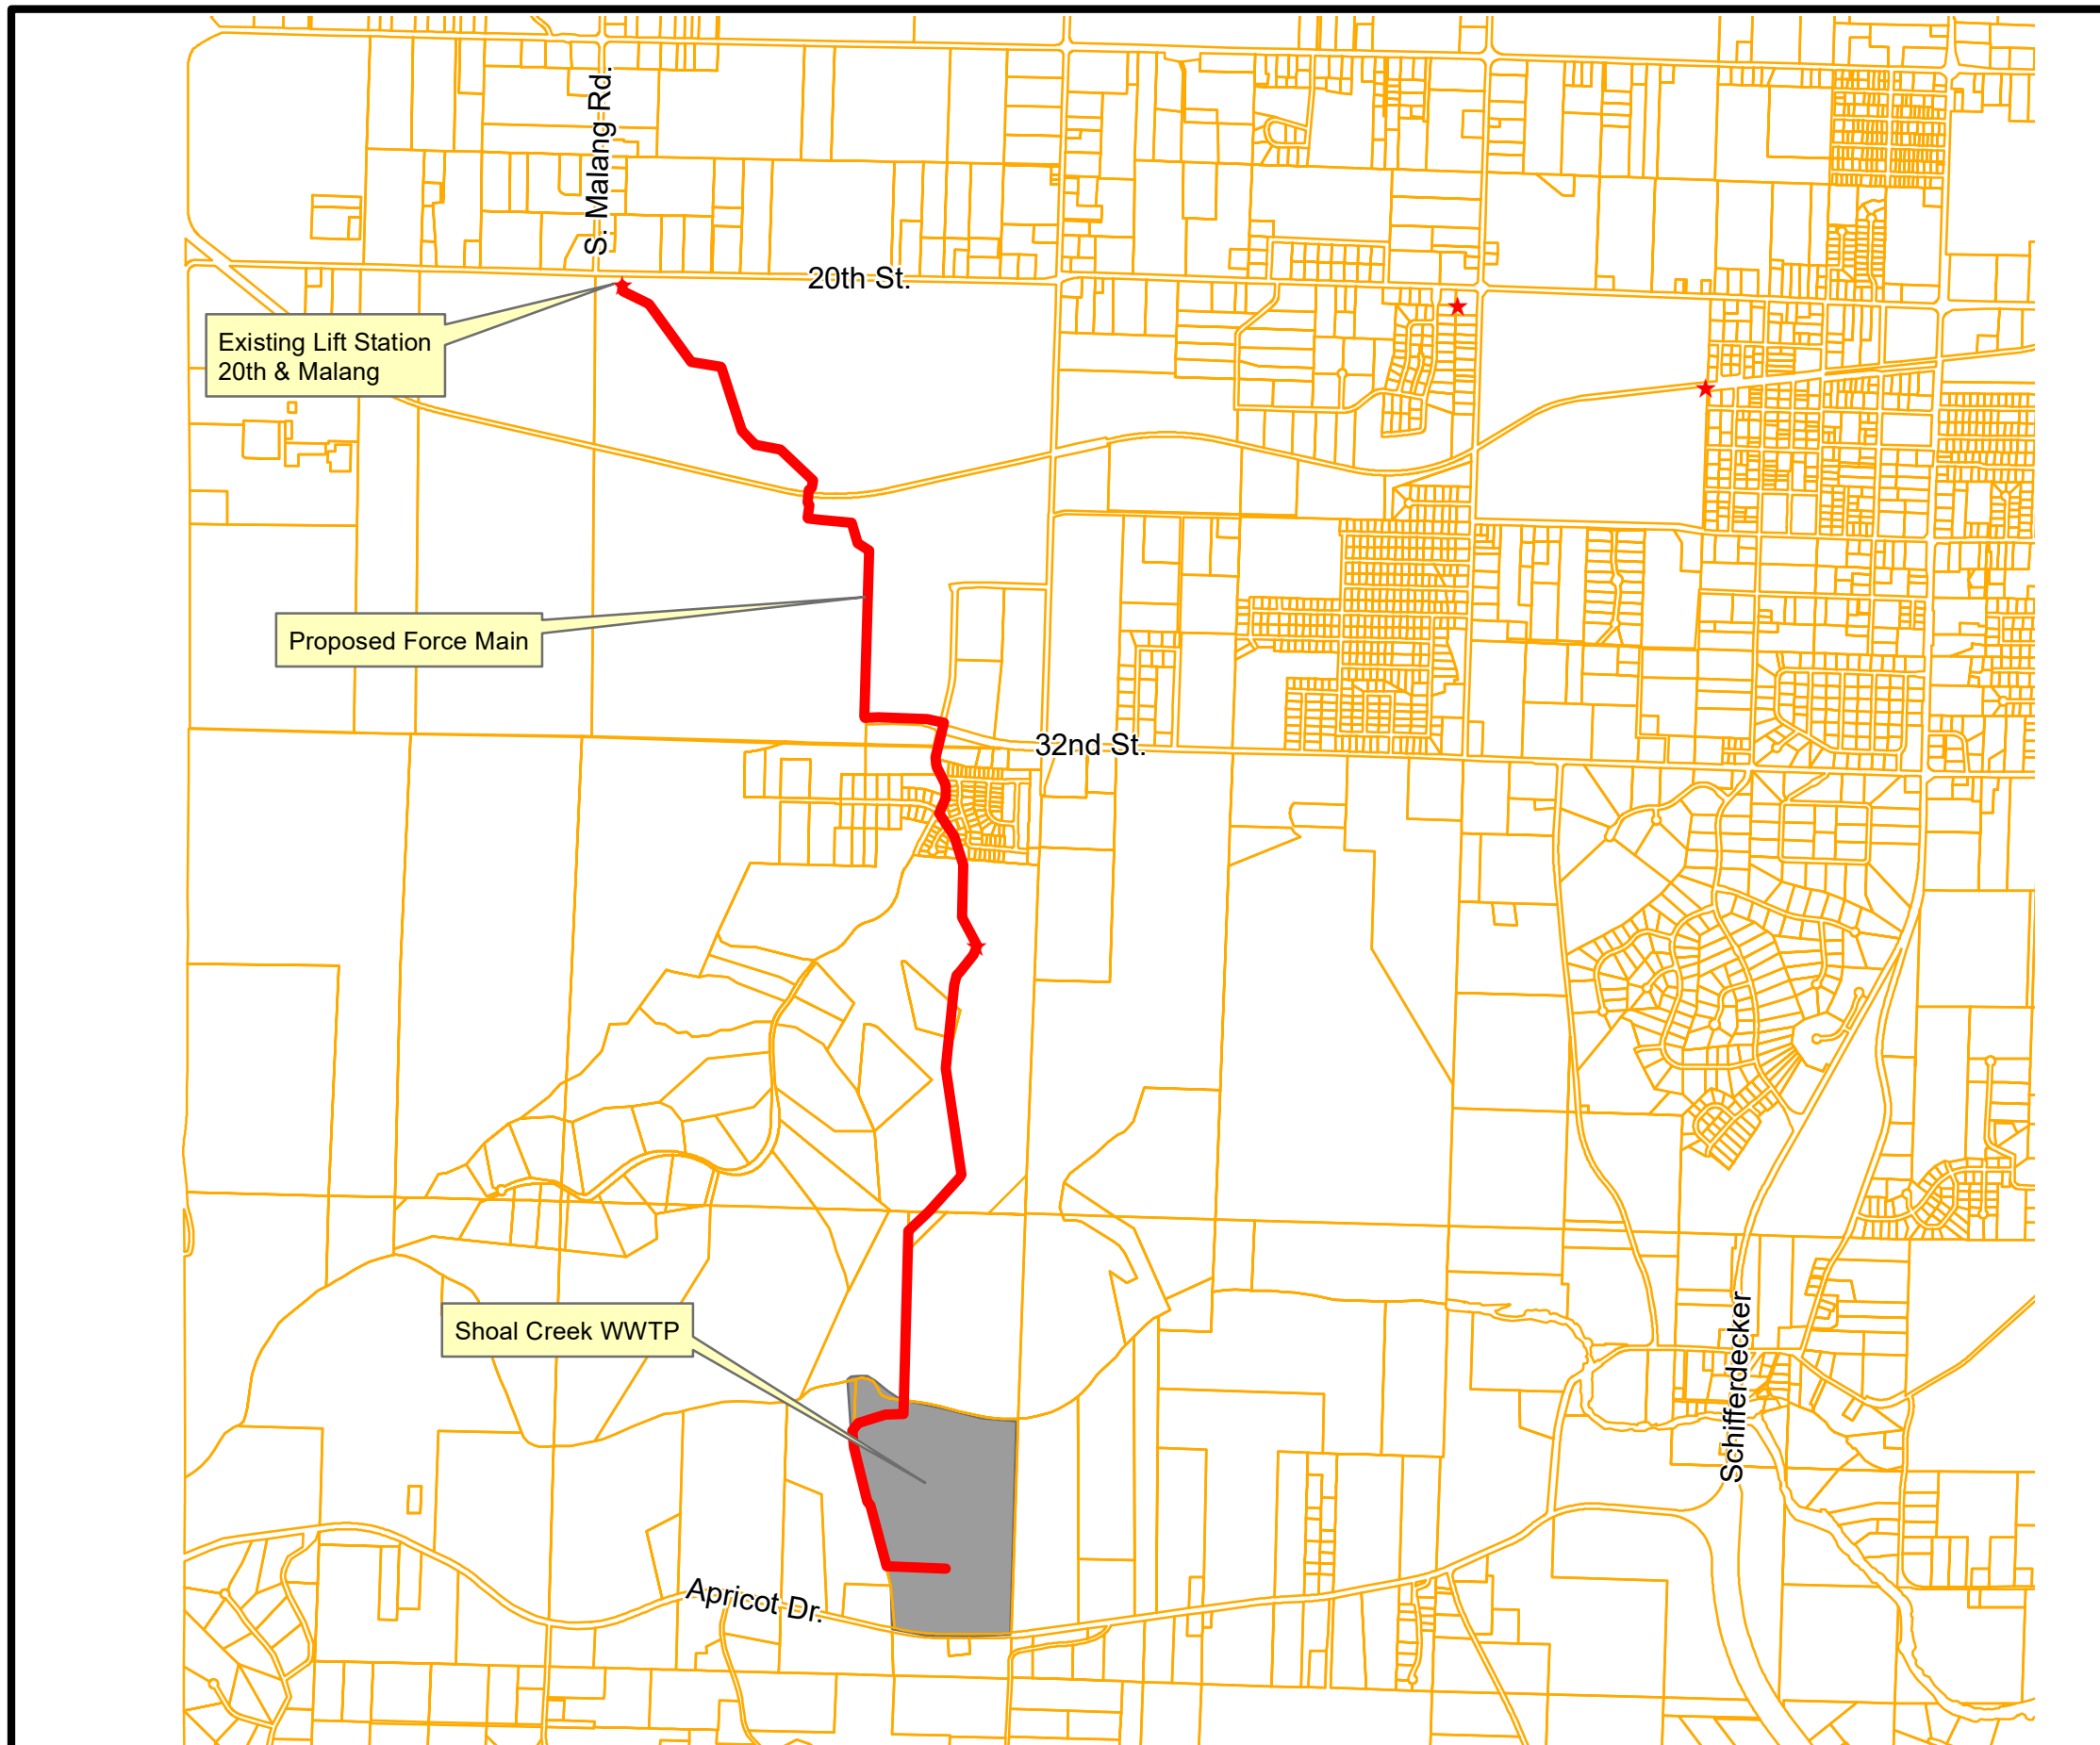 S. Malang Rd.
20th St.
Existing Lift Station
20th & Malang
Proposed Force Main
32nd St.
Shoal Creek WWTP
Schifferdecker
Apricot Dr.